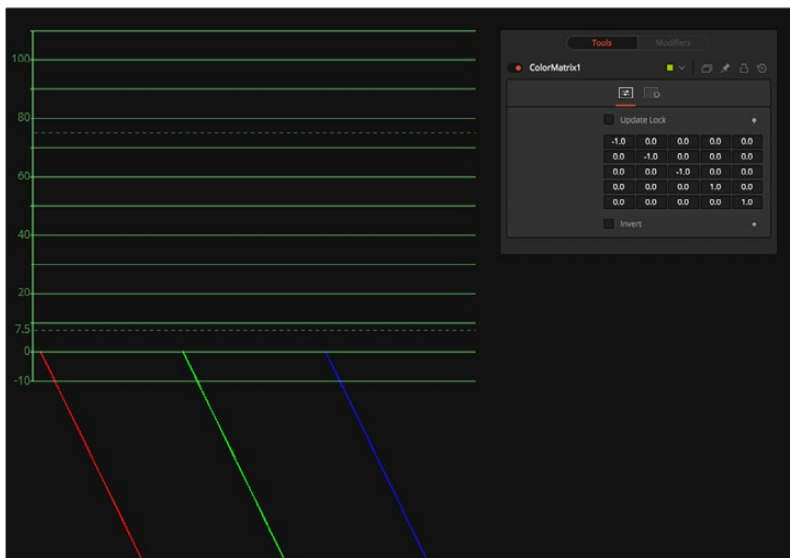 100
80
60
40
20
7.5
0
-10
Tools Modifiers
ColorMatrix1
Update Lock
-1.0 0.0 0.0 0.0 0.0
0.0 -1.0 0.0 0.0 0.0
0.0 0.0 -1.0 0.0 0.0
0.0 0.0 0.0 1.0 0.0
0.0 0.0 0.0 0.0 1.0
Invert